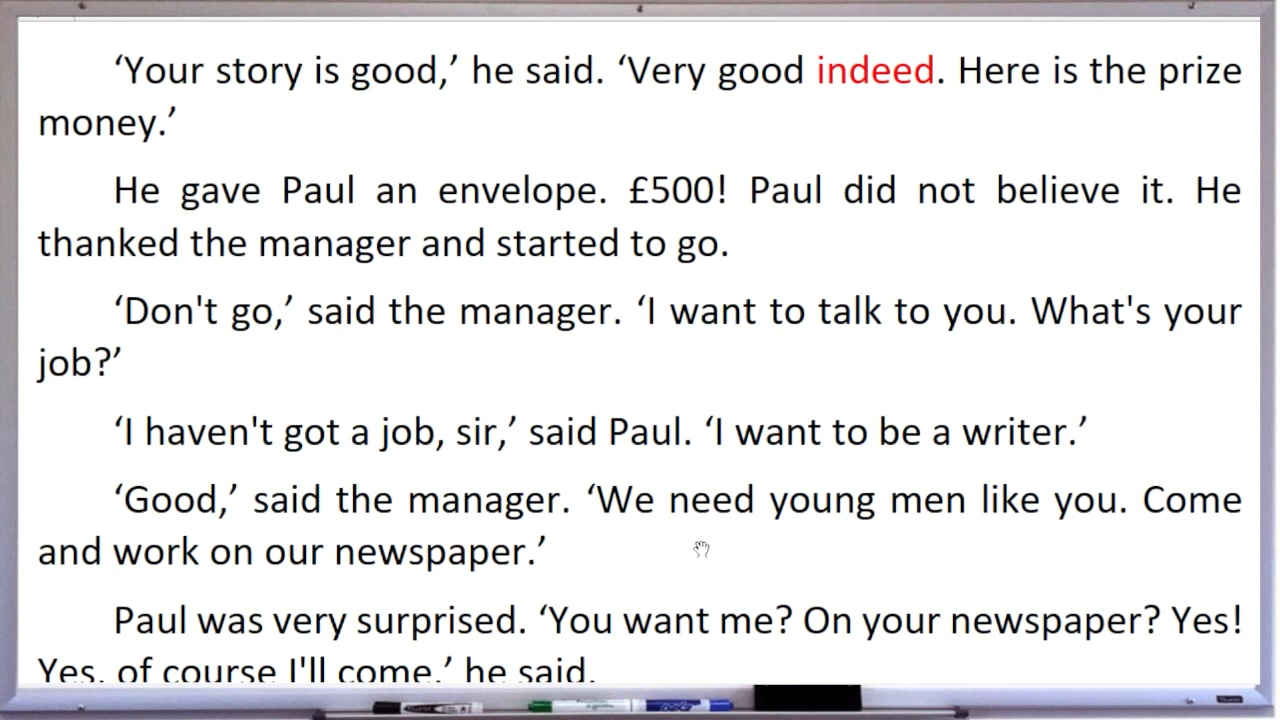 ‘Your story is good,’ he said. ‘Very good indeed. Here is the prize
money.’
He gave Paul an envelope. £500! Paul did not believe it. He
thanked the manager and started to go.
‘Don't go,’ said the manager. ‘I want to talk to you. What's your
job?’
‘I haven't got a job, sir,’ said Paul. ‘I want to be a writer.’
‘Good,’ said the manager. ‘We need young men like you. Come
and work on our newspaper.’
Paul was very surprised. ‘You want me? On your newspaper? Yes!
Yes, of course I'll come,’ he said.